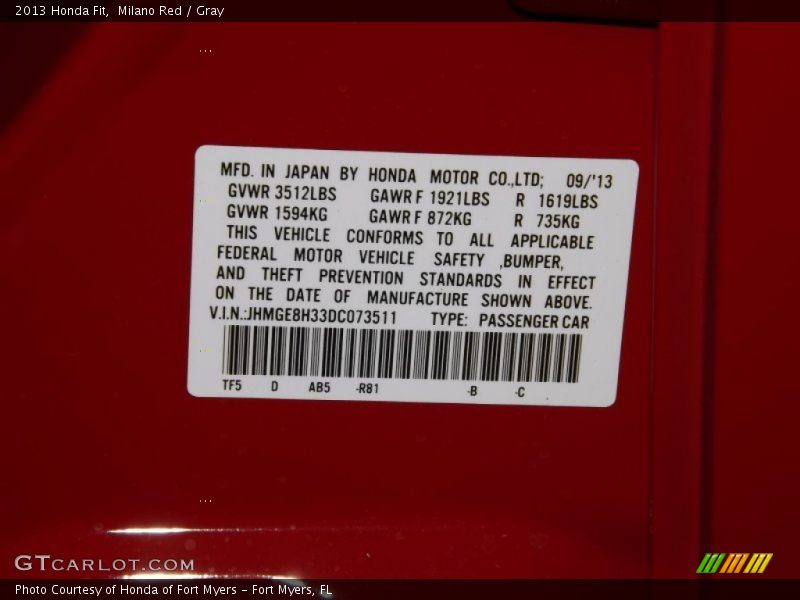 2013 Honda Fit,  Milano Red / Gray
MFD. IN JAPAN BY HONDA MOTOR CO.,LTD; 09/'13
GVWR 3512LBS GAWR F 1921LBS R 1619LBS
GVWR 1594KG GAWR F 872KG R 735KG
THIS VEHICLE CONFORMS TO ALL APPLICABLE
FEDERAL MOTOR VEHICLE SAFETY ,BUMPER,
AND THEFT PREVENTION STANDARDS IN EFFECT
ON THE DATE OF MANUFACTURE SHOWN ABOVE.
V.I.N.:JHMGE8H33DC073511 TYPE: PASSENGER CAR
TF5 D AB5 -R81 -B -C
GTCARLOT.COM
Photo Courtesy of Honda of Fort Myers - Fort Myers, FL